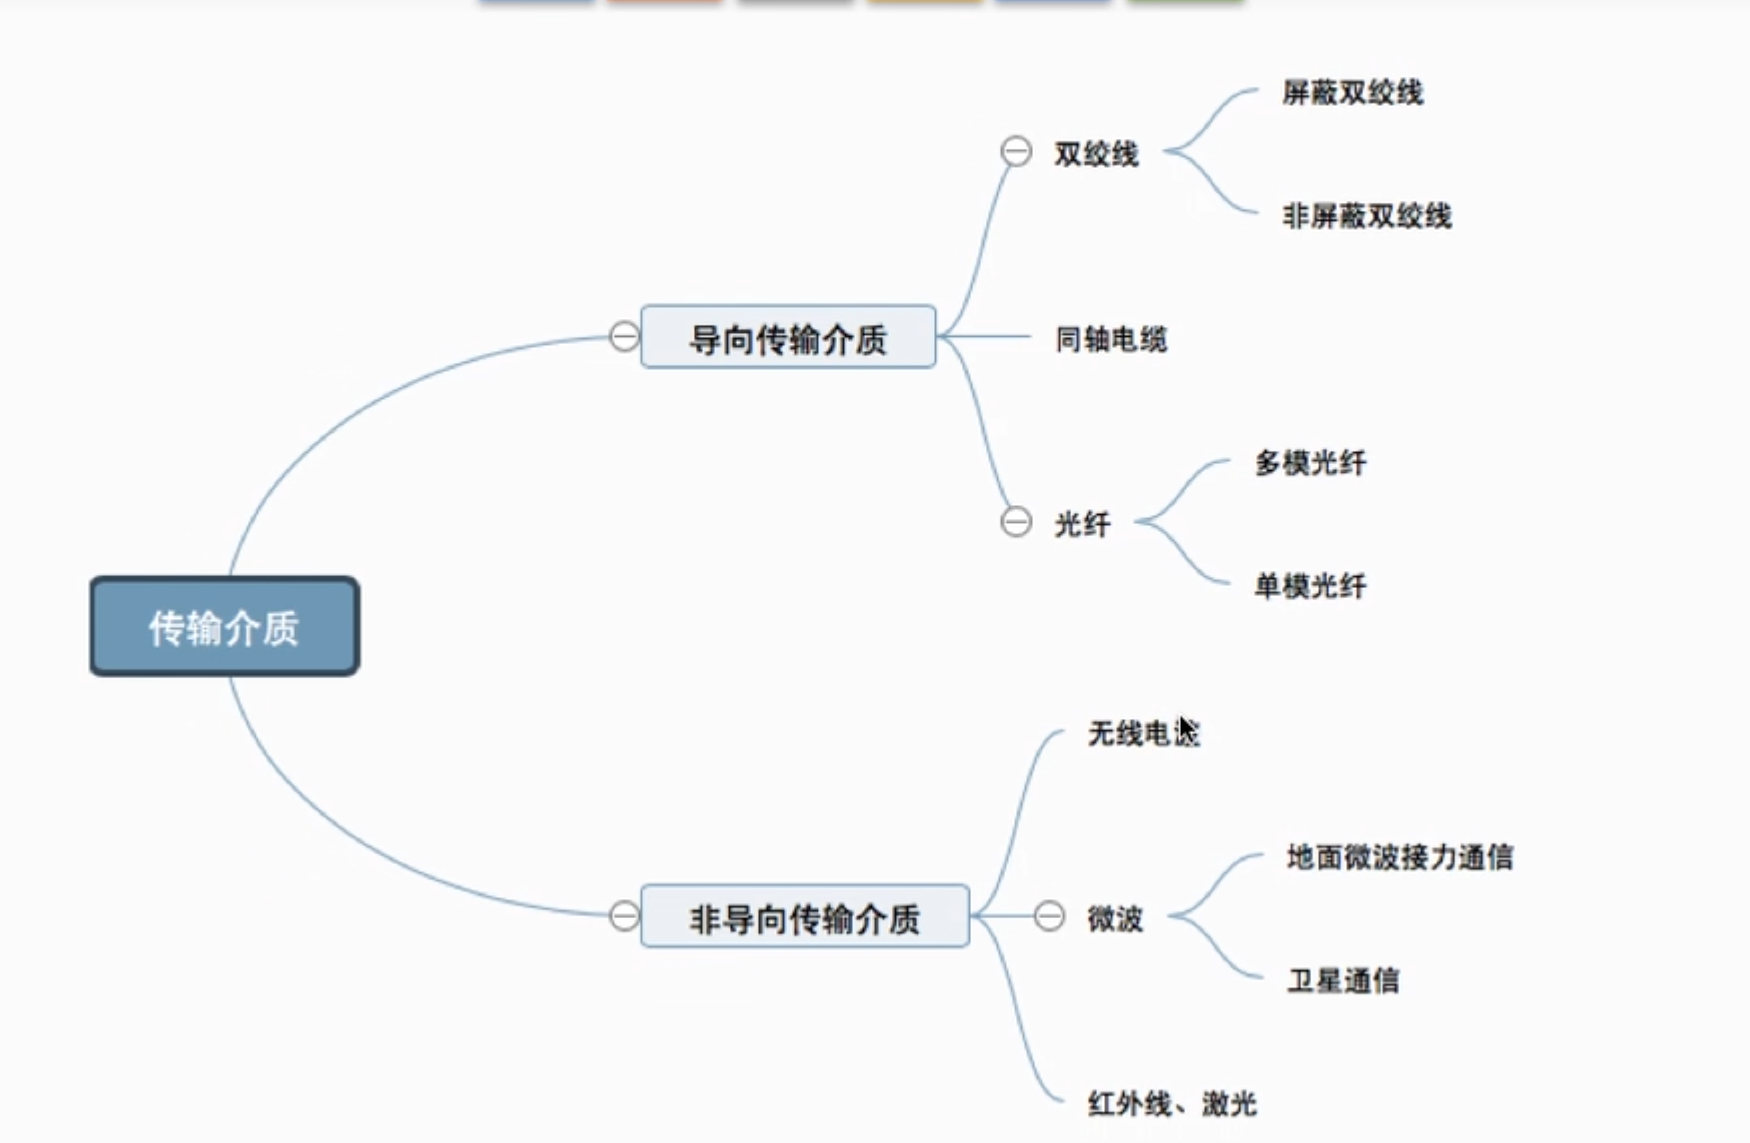 屏蔽双绞线
双绞线
非屏蔽双绞线
导向传输介质
同轴电缆
多模光纤
光纤
单模光纤
传输介质
无线电波
地面微波接力通信
非导向传输介质
微波
卫星通信
红外线、激光